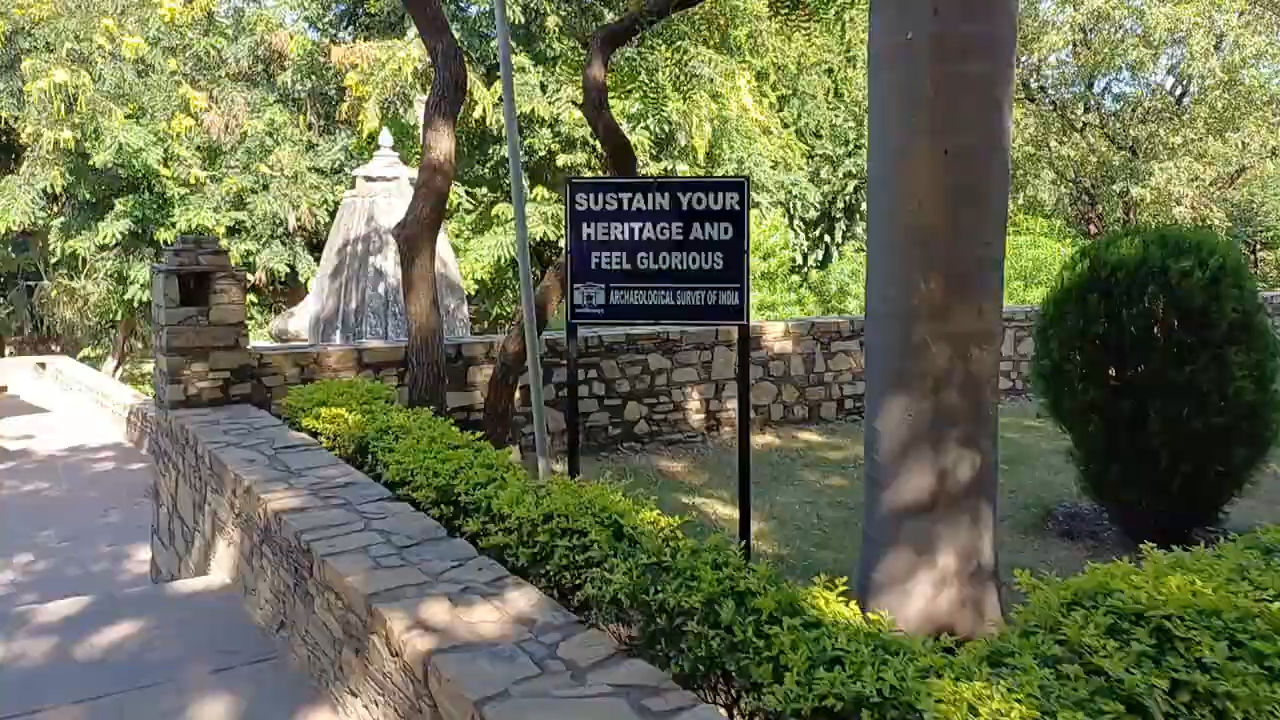 SUSTAIN YOUR
HERITAGE AND
FEEL GLORIOUS
ARCHAEOLOGICAL SURVEY OF INDIA